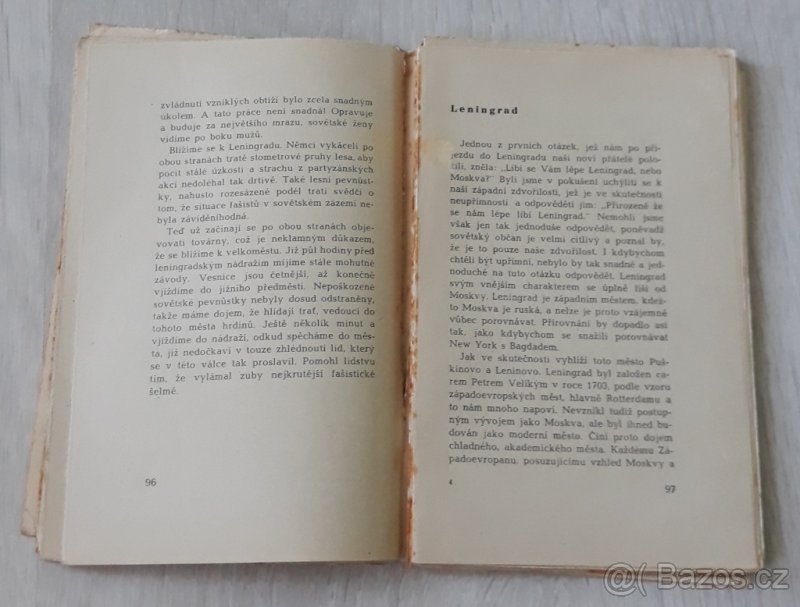 zvládnutí vzniklých obtíží bylo zcela snadným
úkolem. A tato práce není snadná! Opravuje
a buduje za největšího mrazu, sovětské ženy
vidíme po boku mužů.
Blížíme se k Leningradu. Němci vykáceli po
obou stranách tratě stometrové pruhy lesa, aby
pocit stálé úzkosti a strachu z partyzánských
akcí nedoléhal tak drtivě. Také lesní pevnůst-
ky, nahusto rozesázené podél trati svědčí o
tom, že situace fašistů v sovětském zázemí ne-
byla záviděníhodná.
Teď už začínají se po obou stranách obje-
vovati továrny, což je neklamným důkazem,
že se blížíme k velkoměstu. Již půl hodiny před
leningradským nádražím míjíme stále mohutné
závody. Vesnice jsou četnější, až konečně
vjíždíme do jižního předměstí. Nepoškozené
sovětské pevnůstky nebyly dosud odstraněny,
takže máme dojem, že hlídají trať, vedoucí do
tohoto města hrdinů. Ještě několik minut a
vjíždíme do nádraží, odkud spěcháme do mě-
sta, již nedočkaví v touze zhlédnouti lid, který
se v této válce tak proslavil. Pomohl lidstvu
tím, že vylámal zuby nejkrutější fašistické
šelmě.
96
Leningrad
Jednou z prvních otázek, jež nám po pří-
jezdu do Leningradu naši noví přátelé polo-
žili, zněla: „Líbí se Vám lépe Leningrad, nebo
Moskva?" Byli jsme v pokušení uchýliti se k
naší západní zdvořilosti, jež je ve skutečnosti
neupřímností a odpověděti jim: „Přirozeně že
se nám lépe líbí Leningrad." Nemohli jsme
však jen tak jednoduše odpovědět, poněvadž
sovětský občan je velmi citlivý a poznal by,
že je to pouze naše zdvořilost. I kdybychom
chtěli být upřímní, nebylo by tak snadné a jed-
noduché na tuto otázku odpovědět. Leningrad
svým vnějším charakterem se úplně liší od
Moskvy. Leningrad je západním městem, kdež-
to Moskva je ruská, a nelze je proto vzájemně
vůbec porovnávat. Přirovnání by dopadlo asi
tak, jako kdybychom se snažili porovnávat
New York s Bagdadem.
Jak ve skutečnosti vyhlíží toto město Puš-
kinovo a Leninovo. Leningrad byl založen ca-
rem Petrem Velikým v roce 1703, podle vzoru
západoevropských měst, hlavně Rotterdamu a
to nám mnoho napoví. Nevznikl tudíž postup-
ným vývojem jako Moskva, ale byl ihned bu-
dován jako moderní město. Činí proto dojem
chladného, akademického města. Každému Zá-
padoevropanu, posuzujícímu vzhled Moskvy a
4
97
Bazos.cz